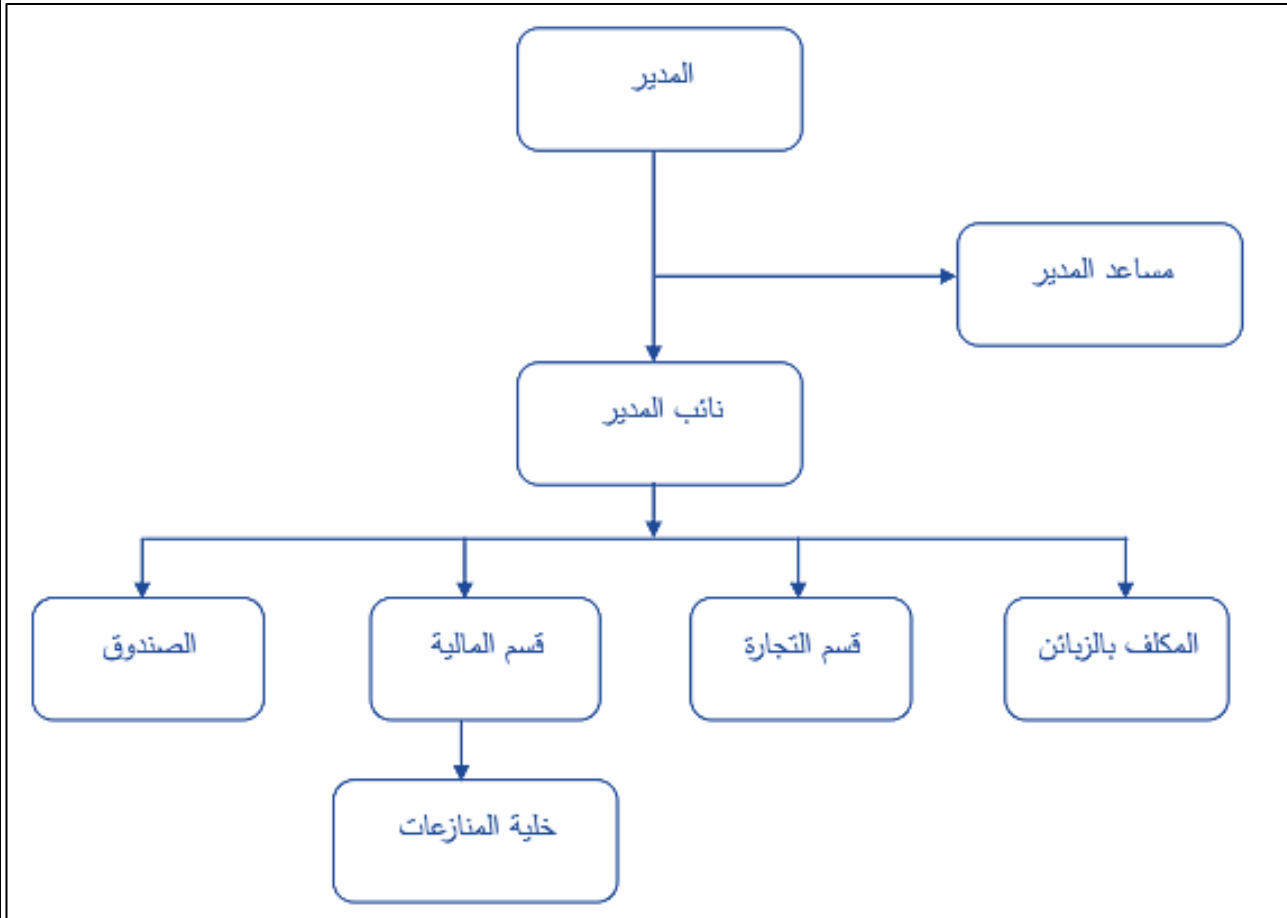 المدير
مساعد المدير
نائب المدير
المكلف بالزبائن
قسم التجارة
قسم المالية
الصندوق
خلية المنازعات